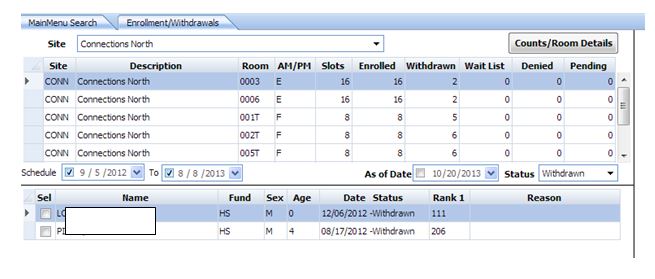 MainMenu Search Enrollment/Withdrawals
Site Connections North Counts/Room Details
Site Description Room AM/PM Slots Enrolled Withdrawn Wait List Denied Pending
CONN Connections North 0003 E 16 16 2 0 0 0
CONN Connections North 0006 E 16 16 2 0 0 0
CONN Connections North 001T F 8 8 5 0 0 0
CONN Connections North 002T F 8 8 6 0 0 0
CONN Connections North 005T F 8 8 6 0 0 0
Schedule 9 / 5 /2012 To 8 / 8 /2013 As of Date 10/20/2013 Status Withdrawn
Sel Name Fund Sex Age Date Status Rank 1 Reason
HS M 0 12/06/2012 -Withdrawn 111
HS M 4 08/17/2012 -Withdrawn 206